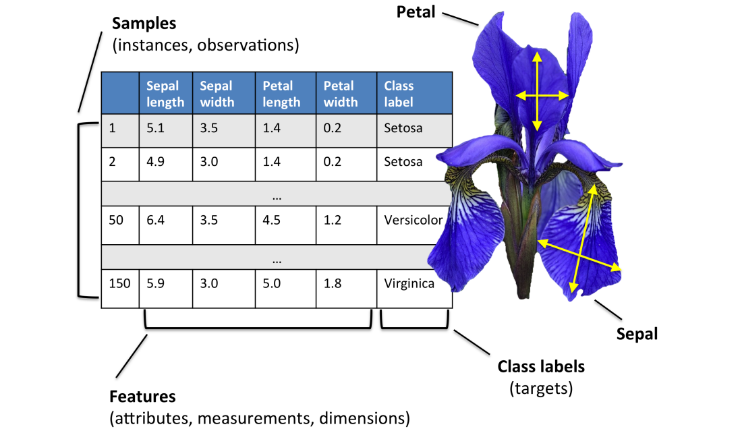 Samples
(instances, observations)
Petal
Sepal length Sepal width Petal length Petal width Class label
1 5.1 3.5 1.4 0.2 Setosa
2 4.9 3.0 1.4 0.2 Setosa
...
50 6.4 3.5 4.5 1.2 Versicolor
...
150 5.9 3.0 5.0 1.8 Virginica
Sepal
Class labels
(targets)
Features
(attributes, measurements, dimensions)